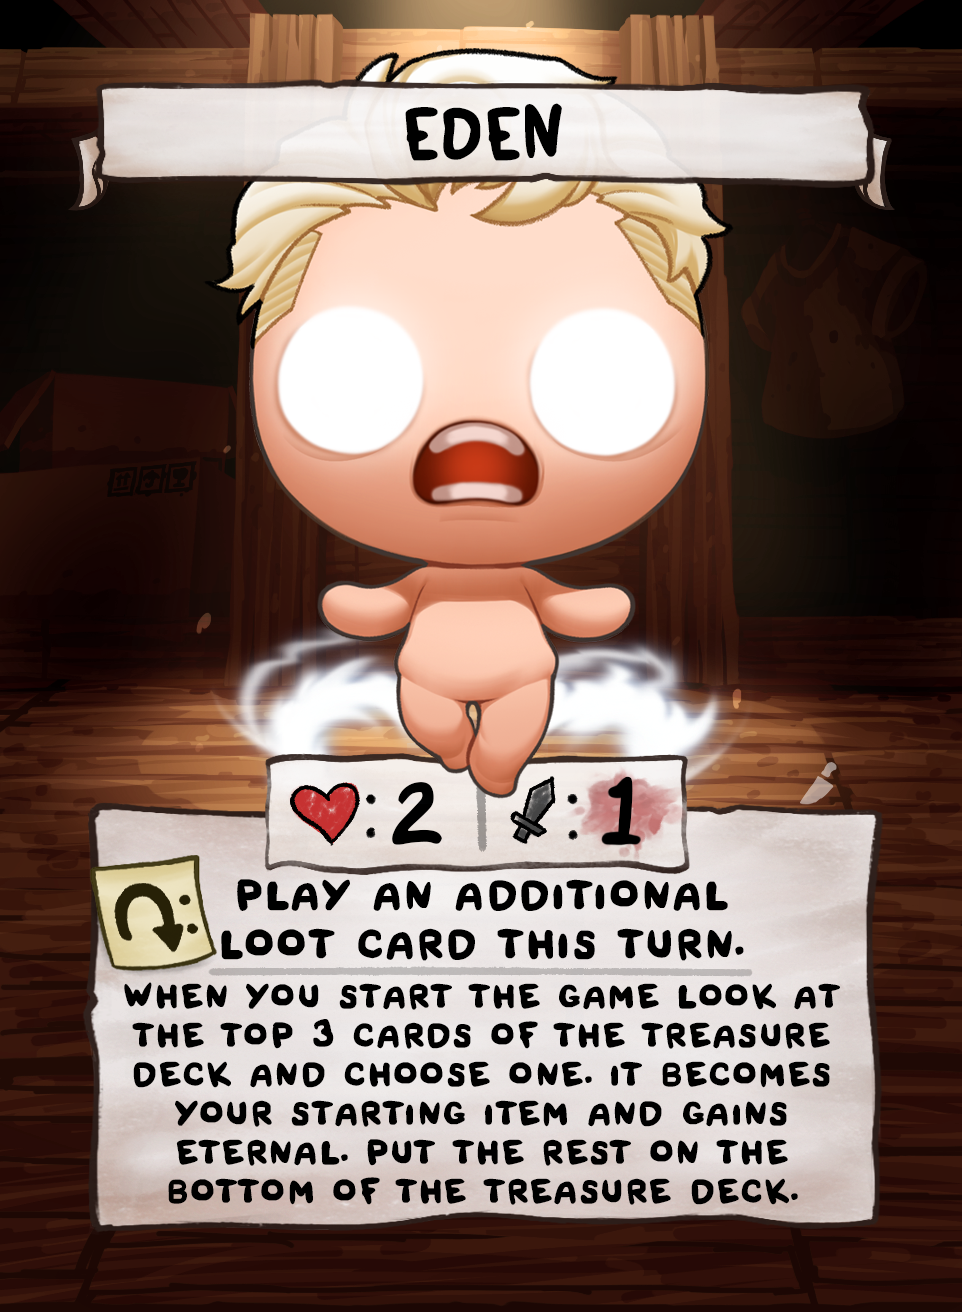 EDEN
: 2 : 1
PLAY AN ADDITIONAL
LOOT CARD THIS TURN.
WHEN YOU START THE GAME LOOK AT
THE TOP 3 CARDS OF THE TREASURE
DECK AND CHOOSE ONE. IT BECOMES
YOUR STARTING ITEM AND GAINS
ETERNAL. PUT THE REST ON THE
BOTTOM OF THE TREASURE DECK.